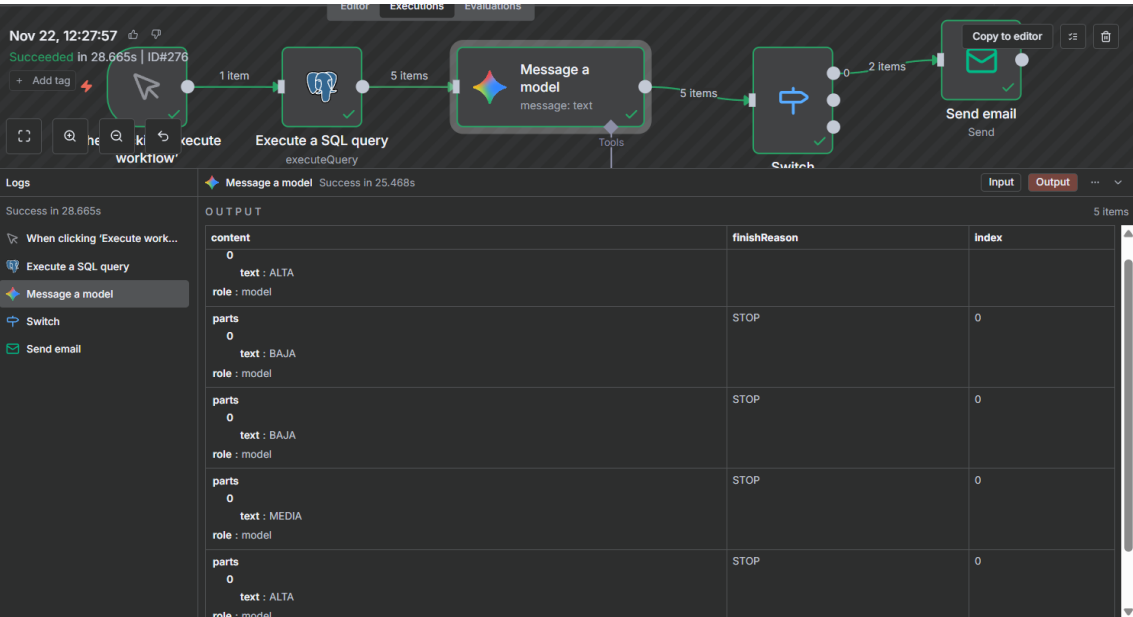 Editor Executions Evaluations
Nov 22, 12:27:57
Succeeded in 28.665s | ID#276
+ Add tag
1 item
5 items
Message a
model
message: text
5 items
0
2 items
Copy to editor
xecute
workflow'
Execute a SQL query
executeQuery
Tools
Switch
Send email
Send
Logs
Message a model Success in 25.468s
Input
Output
Success in 28.665s
OUTPUT
5 items
When clicking 'Execute work...
Execute a SQL query
Message a model
Switch
Send email
content finishReason index
0
text : ALTA
role : model
parts STOP 0
0
text : BAJA
role : model
parts STOP 0
0
text : BAJA
role : model
parts STOP 0
0
text : MEDIA
role : model
parts STOP 0
0
text : ALTA
role : model